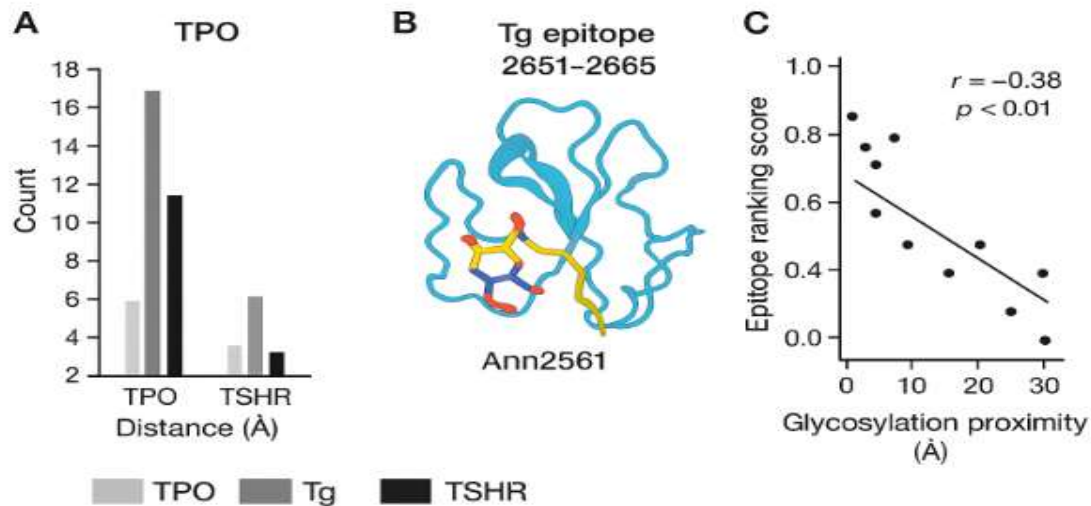 A
TPO
18
16
14
12
10
8
6
4
2
Count
TPO TSHR
Distance (Å)
TPO Tg TSHR
B
Tg epitope
2651–2665
Ann2561
C
r = –0.38
p < 0.01
1.0
0.8
0.6
0.4
0.0
Epitope ranking score
0 10 20 30
Glycosylation proximity
(Å)